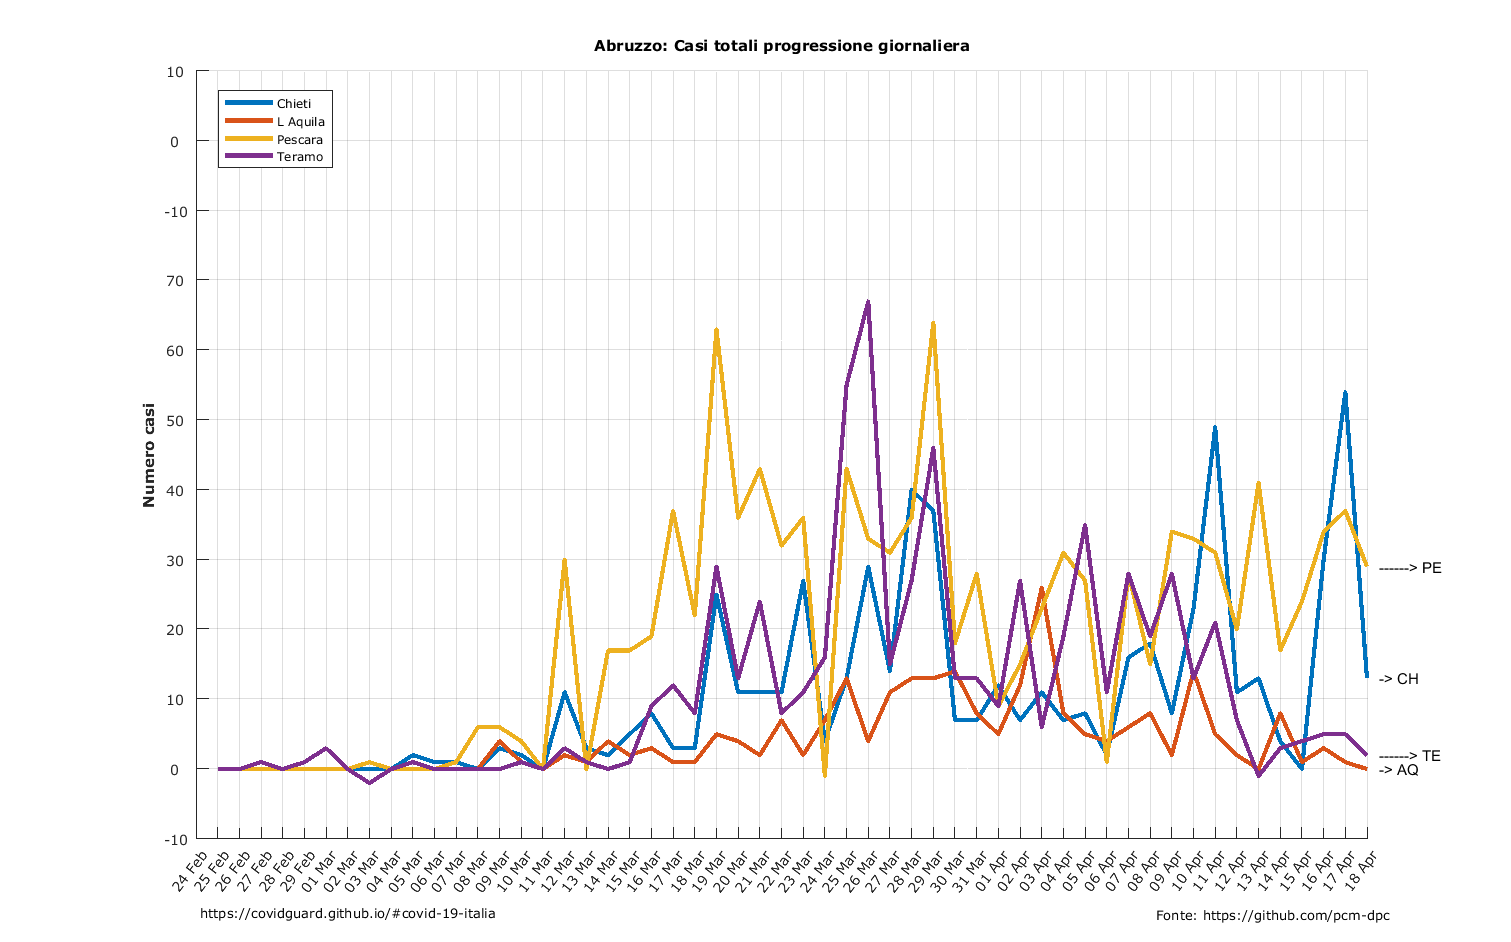 Abruzzo: Casi totali progressione giornaliera
10
0
-10
70
60
50
40
30
20
10
0
-10
Numero casi
Chieti
L Aquila
Pescara
Teramo
------> PE
-> CH
------> TE
-> AQ
24 Feb
25 Feb
26 Feb
27 Feb
28 Feb
29 Feb
01 Mar
02 Mar
03 Mar
04 Mar
05 Mar
06 Mar
07 Mar
08 Mar
09 Mar
10 Mar
11 Mar
12 Mar
13 Mar
14 Mar
15 Mar
16 Mar
17 Mar
18 Mar
19 Mar
20 Mar
21 Mar
22 Mar
23 Mar
24 Mar
25 Mar
26 Mar
27 Mar
28 Mar
29 Mar
30 Mar
31 Mar
01 Apr
02 Apr
03 Apr
04 Apr
05 Apr
06 Apr
07 Apr
08 Apr
09 Apr
10 Apr
11 Apr
12 Apr
13 Apr
14 Apr
15 Apr
16 Apr
17 Apr
18 Apr
https://covidguard.github.io/#covid-19-italia
Fonte: https://github.com/pcm-dpc